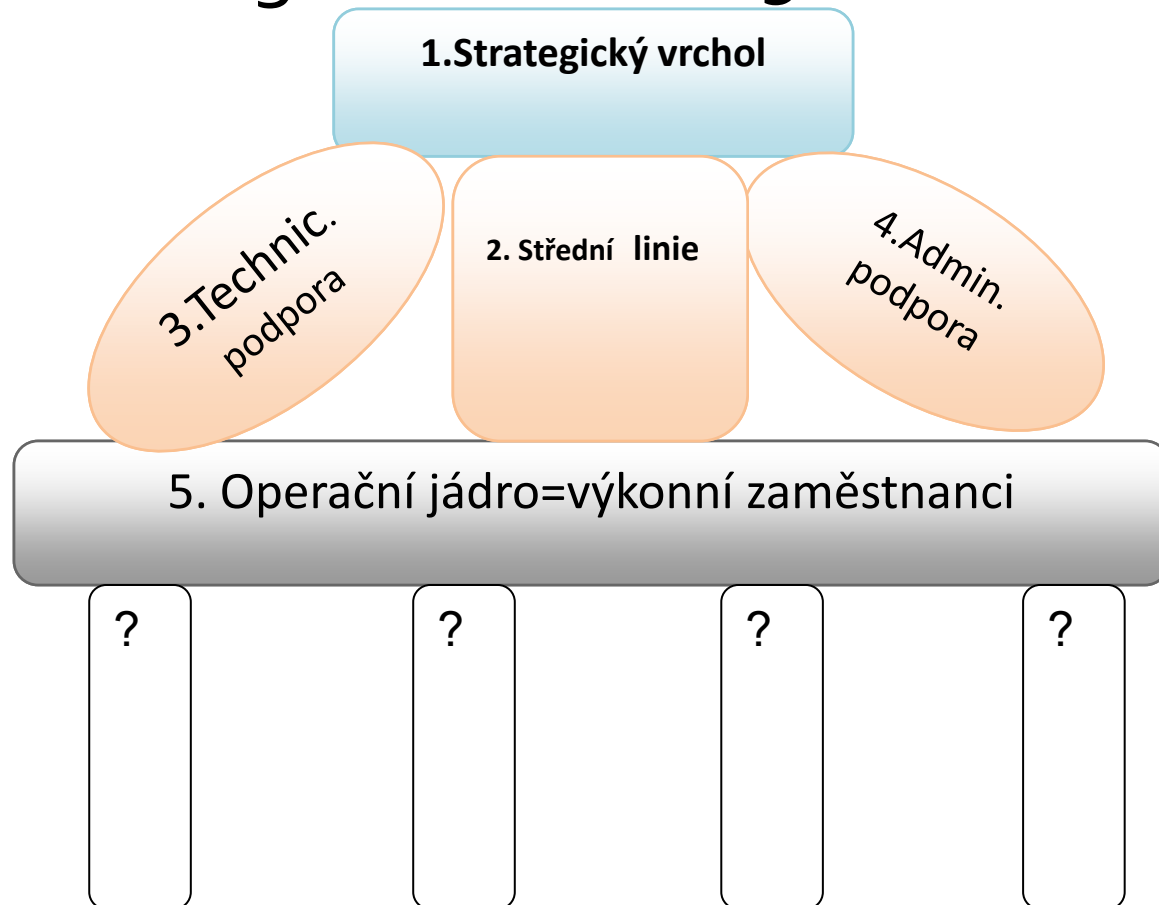 1.Strategický vrchol
3.Technic.
podpora
2. Střední linie
4.Admin.
podpora
5. Operační jádro=výkonní zaměstnanci
? ? ? ?